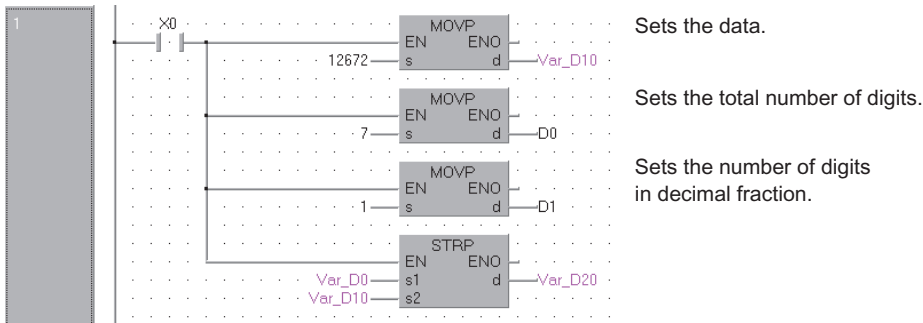 1
X0
MOVP
Sets the data.
EN ENO
12672 s d Var_D10
MOVP
Sets the total number of digits.
EN ENO
7 s d D0
MOVP
Sets the number of digits
in decimal fraction.
EN ENO
1 s d D1
STRP
EN ENO
Var_D0 s1 d Var_D20
Var_D10 s2